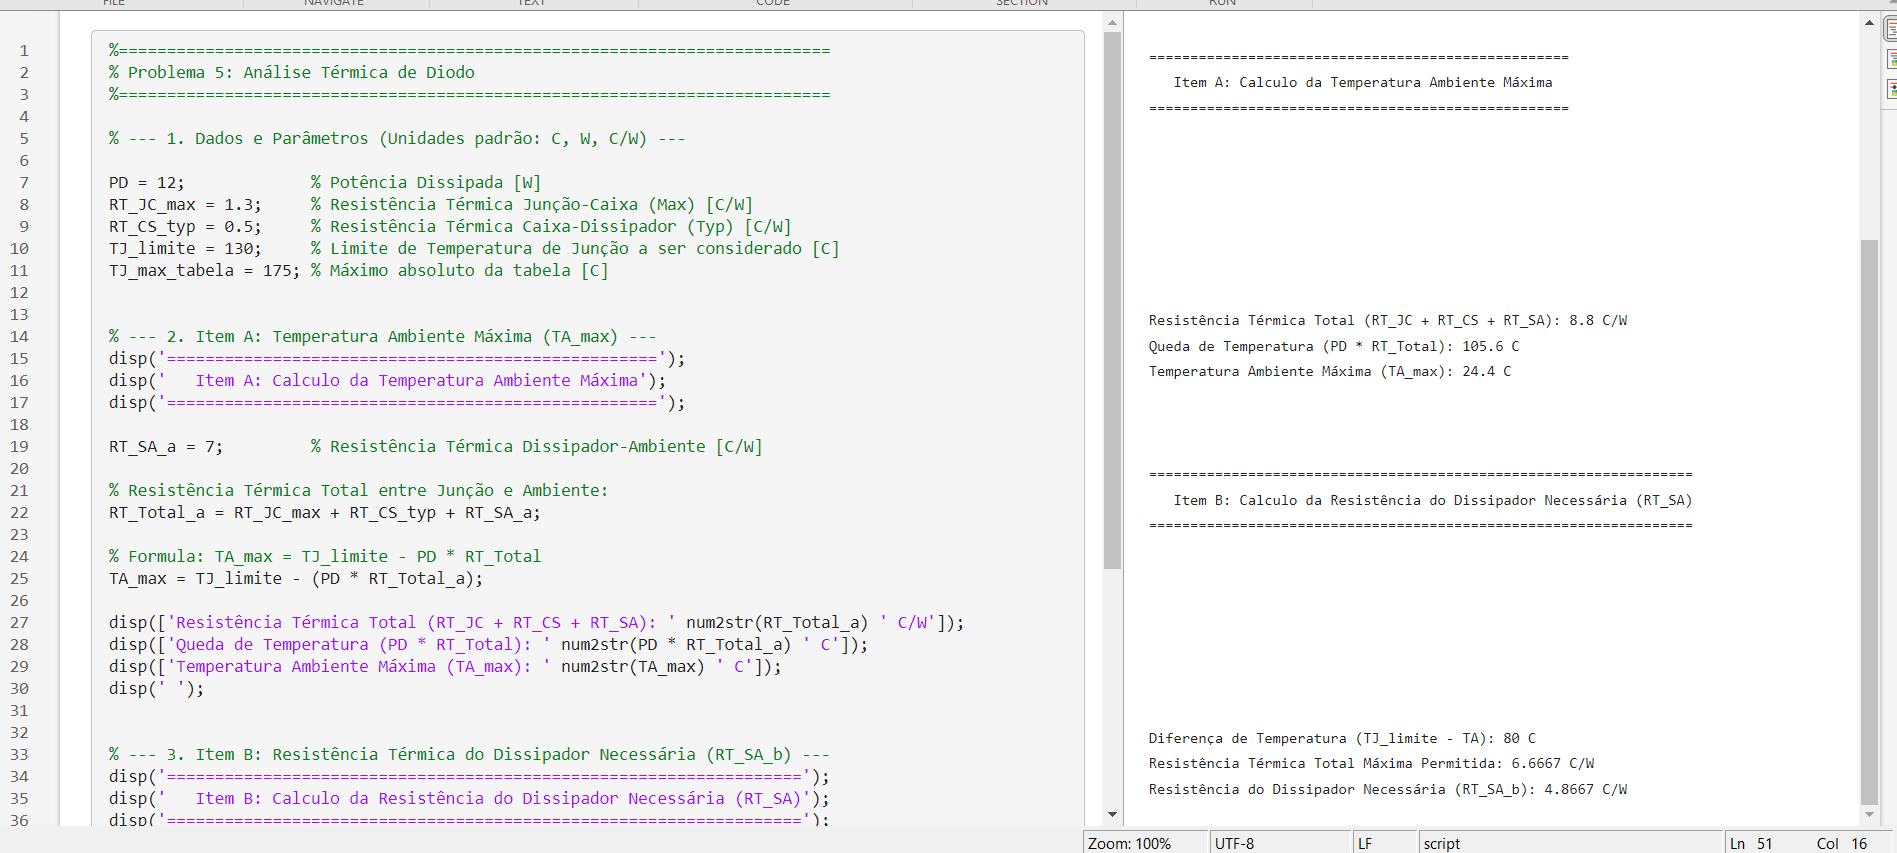 FILE NAVIGATE TEXT CODE SECTION RUN
1 %==========================================================================
2 % Problema 5: Análise Térmica de Diodo
3 %==========================================================================
4
5 % --- 1. Dados e Parâmetros (Unidades padrão: C, W, C/W) ---
6
7 PD = 12;             % Potência Dissipada [W]
8 RT_JC_max = 1.3;     % Resistência Térmica Junção-Caixa (Max) [C/W]
9 RT_CS_typ = 0.5;     % Resistência Térmica Caixa-Dissipador (Typ) [C/W]
10 TJ_limite = 130;     % Limite de Temperatura de Junção a ser considerado [C]
11 TJ_max_tabela = 175; % Máximo absoluto da tabela [C]
12
13
14 % --- 2. Item A: Temperatura Ambiente Máxima (TA_max) ---
15 disp('===================================================');
16 disp('   Item A: Calculo da Temperatura Ambiente Máxima');
17 disp('===================================================');
18
19 RT_SA_a = 7;         % Resistência Térmica Dissipador-Ambiente [C/W]
20
21 % Resistência Térmica Total entre Junção e Ambiente:
22 RT_Total_a = RT_JC_max + RT_CS_typ + RT_SA_a;
23
24 % Formula: TA_max = TJ_limite - PD * RT_Total
25 TA_max = TJ_limite - (PD * RT_Total_a);
26
27 disp(['Resistência Térmica Total (RT_JC + RT_CS + RT_SA): ' num2str(RT_Total_a) ' C/W']);
28 disp(['Queda de Temperatura (PD * RT_Total): ' num2str(PD * RT_Total_a) ' C']);
29 disp(['Temperatura Ambiente Máxima (TA_max): ' num2str(TA_max) ' C']);
30 disp(' ');
31
32
33 % --- 3. Item B: Resistência Térmica do Dissipador Necessária (RT_SA_b) ---
34 disp('==================================================================');
35 disp('   Item B: Calculo da Resistência do Dissipador Necessária (RT_SA)');
36 disp('==================================================================');
===================================================
   Item A: Calculo da Temperatura Ambiente Máxima
===================================================
Resistência Térmica Total (RT_JC + RT_CS + RT_SA): 8.8 C/W
Queda de Temperatura (PD * RT_Total): 105.6 C
Temperatura Ambiente Máxima (TA_max): 24.4 C
==================================================================
   Item B: Calculo da Resistência do Dissipador Necessária (RT_SA)
==================================================================
Diferença de Temperatura (TJ_limite - TA): 80 C
Resistência Térmica Total Máxima Permitida: 6.6667 C/W
Resistência do Dissipador Necessária (RT_SA_b): 4.8667 C/W
Zoom: 100% UTF-8 LF script Ln 51 Col 16